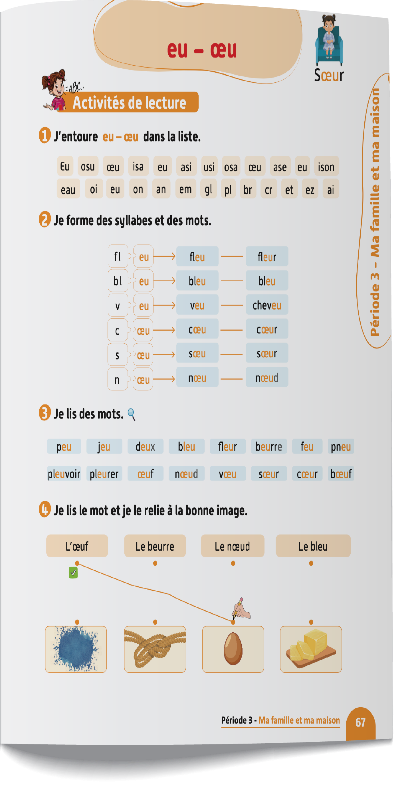 eu – œu
Sœur
ABC
Activités de lecture
1 J'entoure eu – œu dans la liste.
Eu osu œu isa eu asi usi osa œu ase eu ison
eau oi eu on an em gl pl br cr et ez ai
2 Je forme des syllabes et des mots.
fl eu fleu fleur
bl eu bleu bleu
v eu veu cheveu
c œu cœu cœur
s œu sœu sœur
n œu nœu nœud
3 Je lis des mots.
peu jeu deux bleu fleur beurre feu pneu
pleuvoir pleurer œuf nœud vœu sœur cœur bœuf
4 Je lis le mot et je le relie à la bonne image.
L'œuf Le beurre Le nœud Le bleu
Période 3 - Ma famille et ma maison 67
Période 3 – Ma famille et ma maison